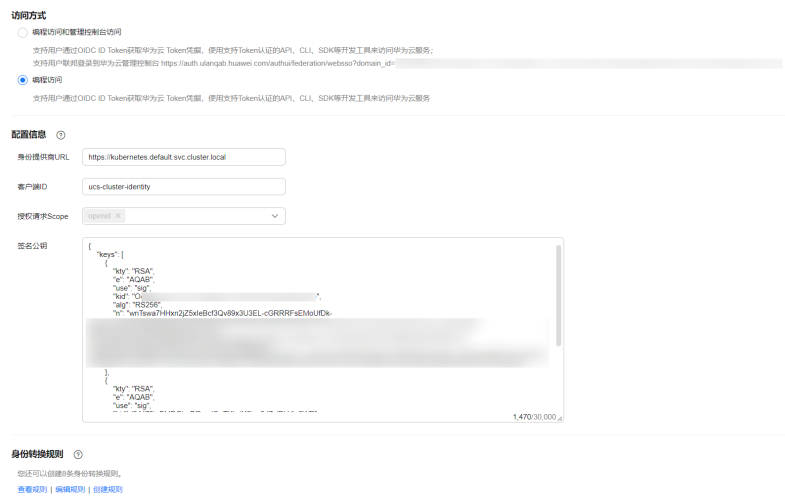 访问方式
编程访问和管理控制台访问
支持用户通过OIDC ID Token获取华为云 Token凭据，使用支持Token认证的API、CLI、SDK等开发工具来访问华为云服务；
支持用户联邦登录到华为云管理控制台 https://auth.ulanqab.huawei.com/authui/federation/websso?domain_id=
编程访问
支持用户通过OIDC ID Token获取华为云 Token凭据，使用支持Token认证的API、CLI、SDK等开发工具来访问华为云服务
配置信息 ?
身份提供商URL https://kubernetes.default.svc.cluster.local
客户端ID ucs-cluster-identity
授权请求Scope openid ×
签名公钥 {
"keys": [
{
"kty": "RSA",
"e": "AQAB",
"use": "sig",
"kid": "O ",
"alg": "RS256",
"n": "wnTswa7HHxn2jZ5xIeBcf3Qv89x3U3EL-cGRRRFsEMoUfDk-
},
{
"kty": "RSA",
"e": "AQAB",
"use": "sig",
1,470/30,000
身份转换规则 ?
您还可以创建8条身份转换规则。
查看规则 | 编辑规则 | 创建规则